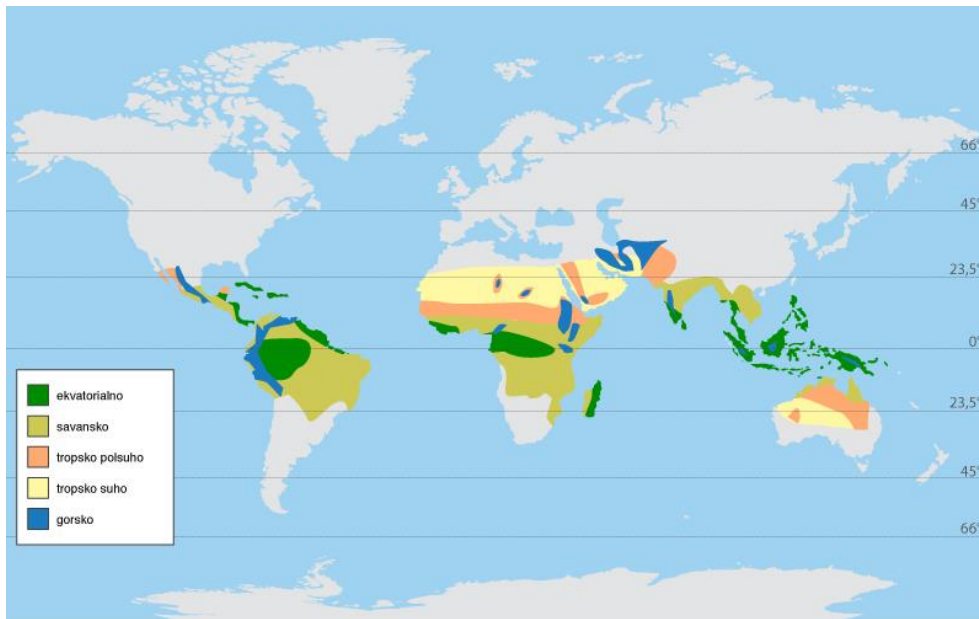 66°
45°
23,5°
0°
ekvatorialno
savansko
23,5°
tropsko polsuho
45°
tropsko suho
gorsko
66°